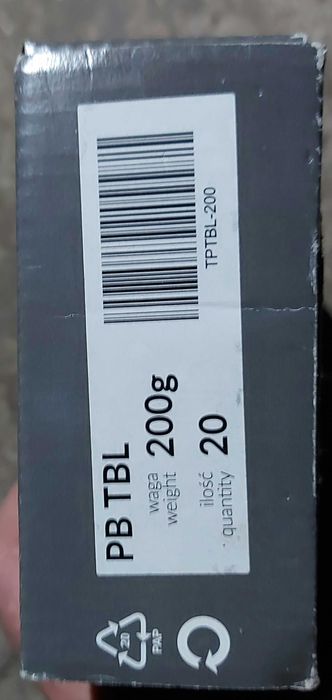 PB TBL
waga
weight 200g
ilość
quantity 20
TPTBL-200
20
PAP